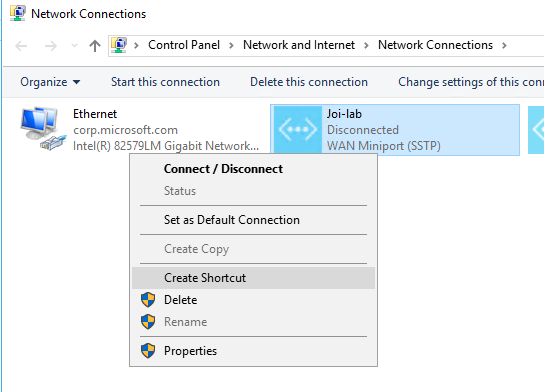 Network Connections
Control Panel > Network and Internet > Network Connections >
Organize Start this connection Delete this connection Change settings of this con
Ethernet
corp.microsoft.com
Intel(R) 82579LM Gigabit Network...
Joi-lab
Disconnected
WAN Miniport (SSTP)
Connect / Disconnect
Status
Set as Default Connection
Create Copy
Create Shortcut
Delete
Rename
Properties